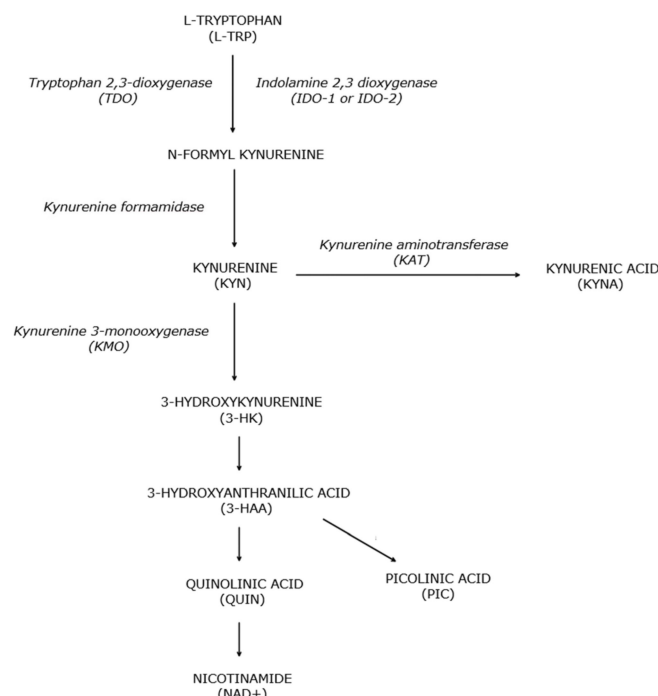 L-TRYPTOPHAN
(L-TRP)
Tryptophan 2,3-dioxygenase
(TDO)
Indolamine 2,3 dioxygenase
(IDO-1 or IDO-2)
N-FORMYL KYNURENINE
Kynurenine formamidase
Kynurenine aminotransferase
(KAT)
KYNURENINE
(KYN)
KYNURENIC ACID
(KYNA)
Kynurenine 3-monooxygenase
(KMO)
3-HYDROXYKYNURENINE
(3-HK)
3-HYDROXYANTHRANILIC ACID
(3-HAA)
QUINOLINIC ACID
(QUIN)
PICOLINIC ACID
(PIC)
NICOTINAMIDE
(NAD+)